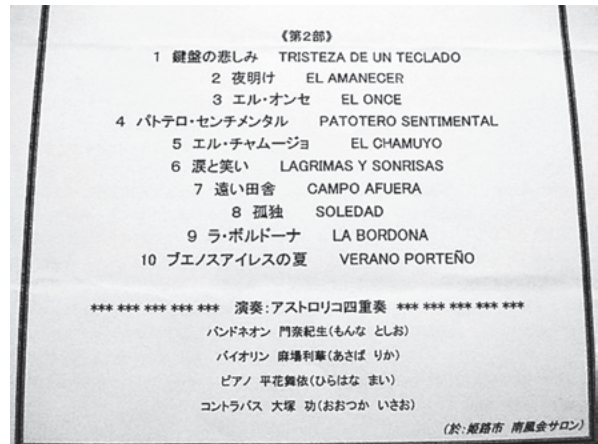 《第2部》
1 鍵盤の悲しみ TRISTEZA DE UN TECLADO
2 夜明け EL AMANECER
3 エル・オンセ EL ONCE
4 パトテロ・センチメンタル PATOTERO SENTIMENTAL
5 エル・チャムージョ EL CHAMUYO
6 涙と笑い LAGRIMAS Y SONRISAS
7 遠い田舎 CAMPO AFUERA
8 孤独 SOLEDAD
9 ラ・ボルドーナ LA BORDONA
10 ブエノスアイレスの夏 VERANO PORTEÑO
*** *** *** *** *** 演奏:アストロリコ四重奏 *** *** *** *** ***
バンドネオン 門奈紀生(もんな としお)
バイオリン 麻場利華(あさば りか)
ピアノ 平花舞依(ひらはな まい)
コントラバス 大塚 功(おおつか いさお)
(於:姫路市 南風会サロン)